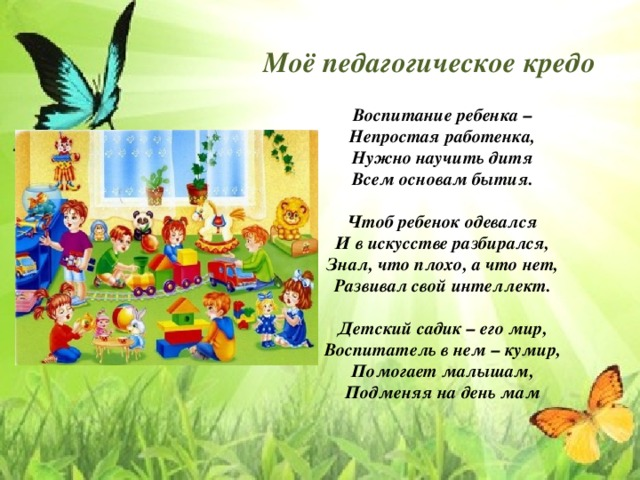 Моё педагогическое кредо
Воспитание ребенка –
Непростая работенка,
Нужно научить дитя
Всем основам бытия.
Чтоб ребенок одевался
И в искусстве разбирался,
Знал, что плохо, а что нет,
Развивал свой интеллект.
Детский садик – его мир,
Воспитатель в нем – кумир,
Помогает малышам,
Подменяя на день мам